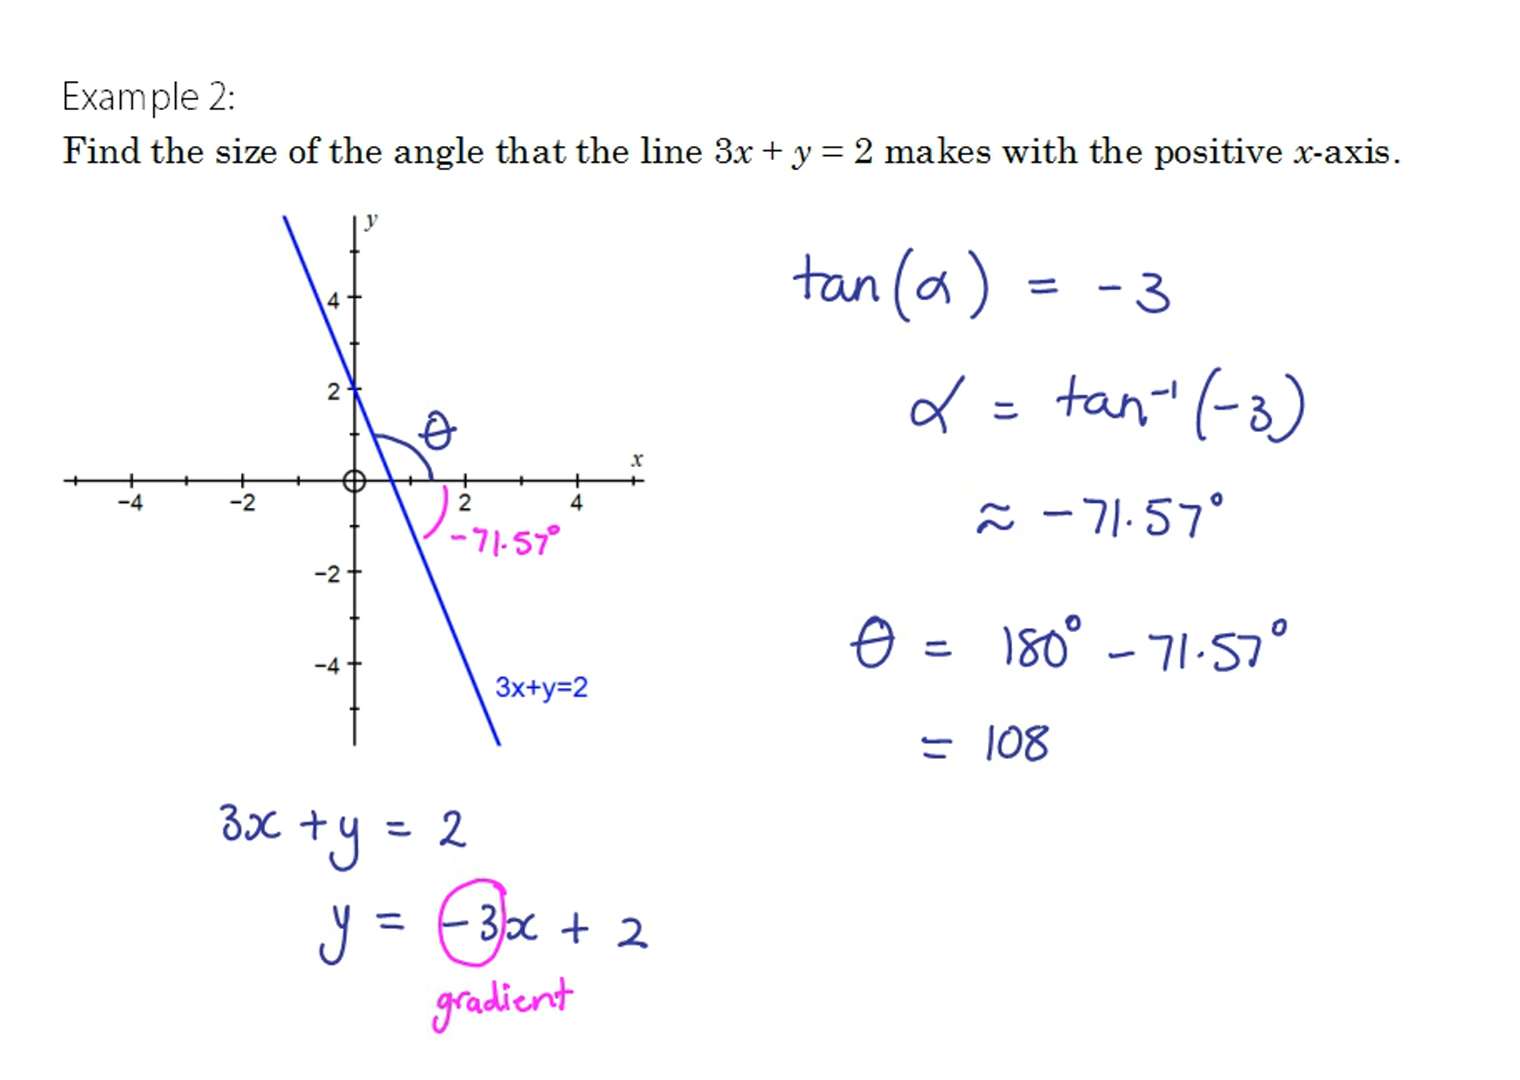 Example 2:
Find the size of the angle that the line 3x + y = 2 makes with the positive x-axis.
y
4
2
θ
x
−4
−2
2
4
−71.57°
−2
−4
3x+y=2
3x + y = 2
y = −3x + 2
gradient
tan(α) = −3
α = tan⁻¹(−3)
≈ −71.57°
θ = 180° − 71.57°
= 108